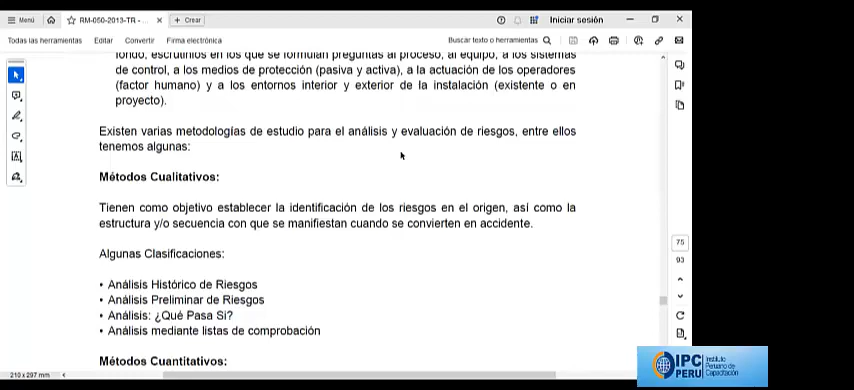 Menú
RM-050-2013-TR - ...
+ Crear
Iniciar sesión
Todas las herramientas Editar Convertir Firma electrónica
Buscar texto o herramientas
fondo, escrutinios en los que se formulan preguntas al proceso, al equipo, a los sistemas
de control, a los medios de protección (pasiva y activa), a la actuación de los operadores
(factor humano) y a los entornos interior y exterior de la instalación (existente o en
proyecto).
Existen varias metodologías de estudio para el análisis y evaluación de riesgos, entre ellos
tenemos algunas:
Métodos Cualitativos:
Tienen como objetivo establecer la identificación de los riesgos en el origen, así como la
estructura y/o secuencia con que se manifiestan cuando se convierten en accidente.
Algunas Clasificaciones:
• Análisis Histórico de Riesgos
• Análisis Preliminar de Riesgos
• Análisis: ¿Qué Pasa Si?
• Análisis mediante listas de comprobación
Métodos Cuantitativos:
75
93
210 x 297 mm
IPC
PERÚ
Instituto
Peruano de
Capacitación